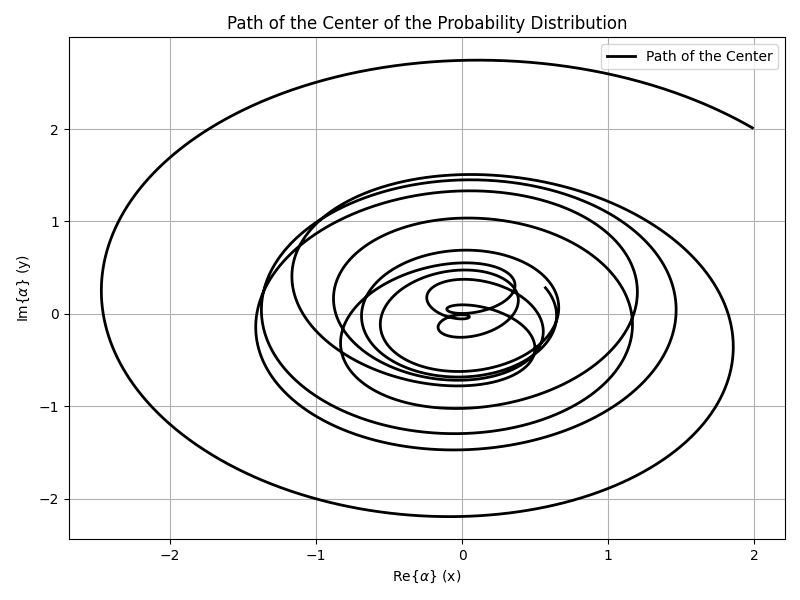 Path of the Center of the Probability Distribution
Path of the Center
Im{α} (y)
2
1
0
−1
−2
−2
−1
0
1
2
Re{α} (x)